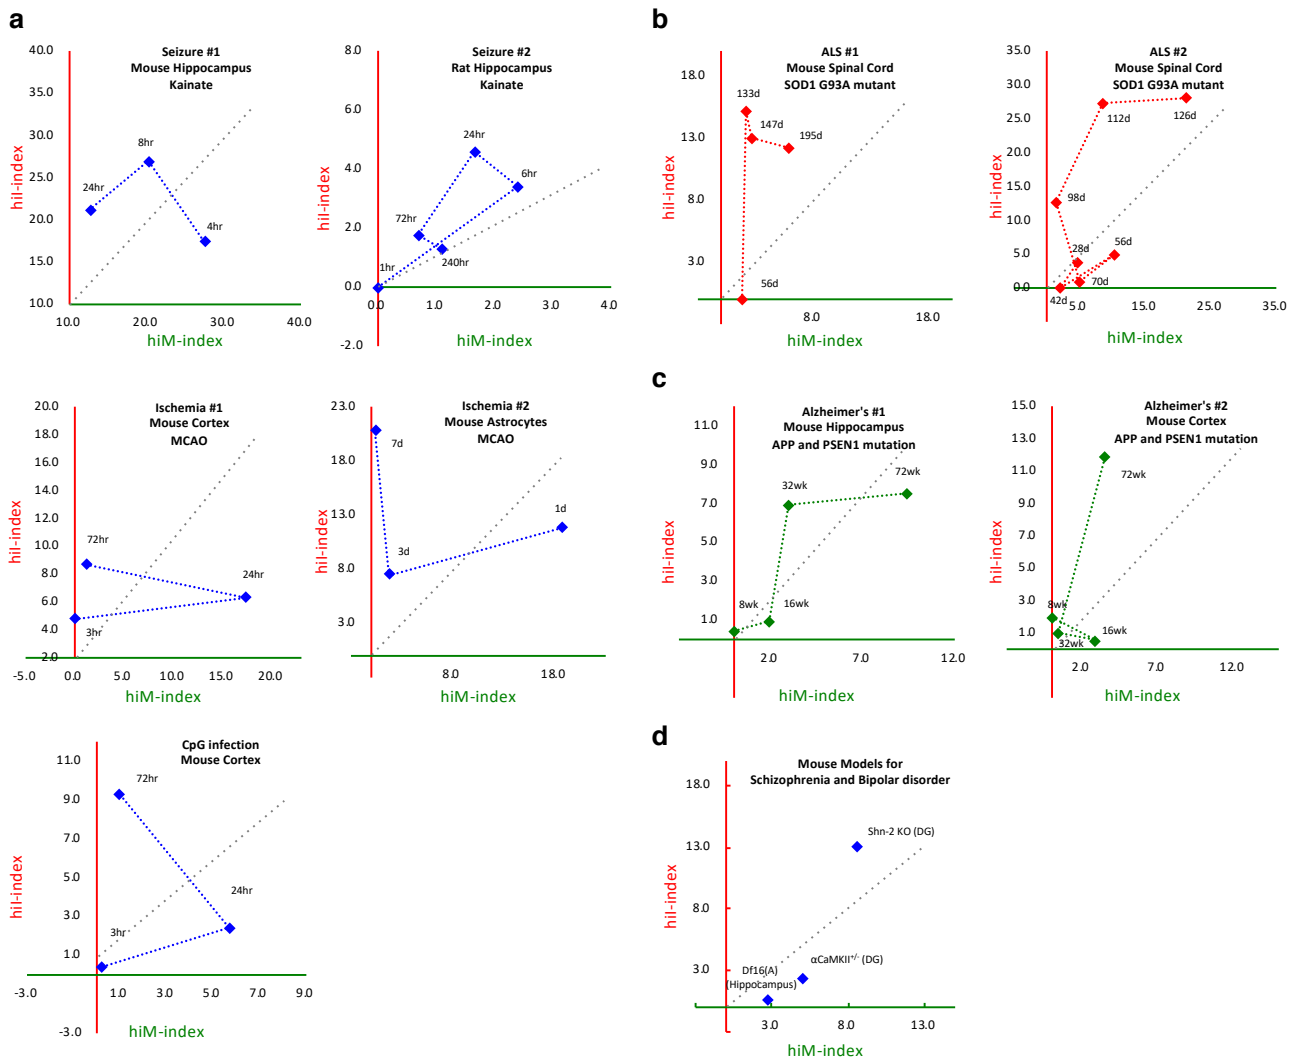 a
Seizure #1
Mouse Hippocampus
Kainate
hiI-index
40.0
35.0
30.0
25.0
20.0
15.0
10.0
8hr
24hr
4hr
10.0 20.0 30.0 40.0
hiM-index
Seizure #2
Rat Hippocampus
Kainate
8.0
6.0
4.0
2.0
0.0
-2.0
24hr
6hr
72hr
240hr
1hr
0.0 1.0 2.0 3.0 4.0
Ischemia #1
Mouse Cortex
MCAO
hiI-index
20.0
18.0
16.0
14.0
12.0
10.0
8.0
6.0
4.0
2.0
72hr
24hr
3hr
-5.0 0.0 5.0 10.0 15.0 20.0
hiM-index
Ischemia #2
Mouse Astrocytes
MCAO
hiI-index
23.0
18.0
13.0
8.0
3.0
7d
1d
3d
8.0 18.0
hiM-index
CpG infection
Mouse Cortex
hiI-index
11.0
9.0
7.0
5.0
3.0
1.0
-3.0
72hr
24hr
3hr
-3.0 1.0 3.0 5.0 7.0 9.0
hiM-index
b
ALS #1
Mouse Spinal Cord
SOD1 G93A mutant
hiI-index
18.0
13.0
8.0
3.0
133d
147d
195d
56d
8.0 18.0
hiM-index
ALS #2
Mouse Spinal Cord
SOD1 G93A mutant
hiI-index
35.0
30.0
25.0
20.0
15.0
10.0
5.0
0.0
112d
126d
98d
28d
56d
42d
70d
5.0 15.0 25.0 35.0
hiM-index
c
Alzheimer's #1
Mouse Hippocampus
APP and PSEN1 mutation
hiI-index
11.0
9.0
7.0
5.0
3.0
1.0
32wk
72wk
8wk
16wk
2.0 7.0 12.0
hiM-index
Alzheimer's #2
Mouse Cortex
APP and PSEN1 mutation
hiI-index
15.0
13.0
11.0
9.0
7.0
5.0
3.0
1.0
72wk
8wk
16wk
32wk
2.0 7.0 12.0
hiM-index
d
Mouse Models for
Schizophrenia and Bipolar disorder
hiI-index
18.0
13.0
8.0
3.0
Shn-2 KO (DG)
αCaMKII+/- (DG)
Df16(A)
(Hippocampus)
3.0 8.0 13.0
hiM-index